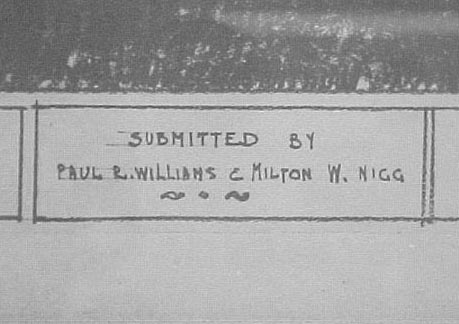 SUBMITTED BY
PAUL R. WILLIAMS & MILTON W. NIGG